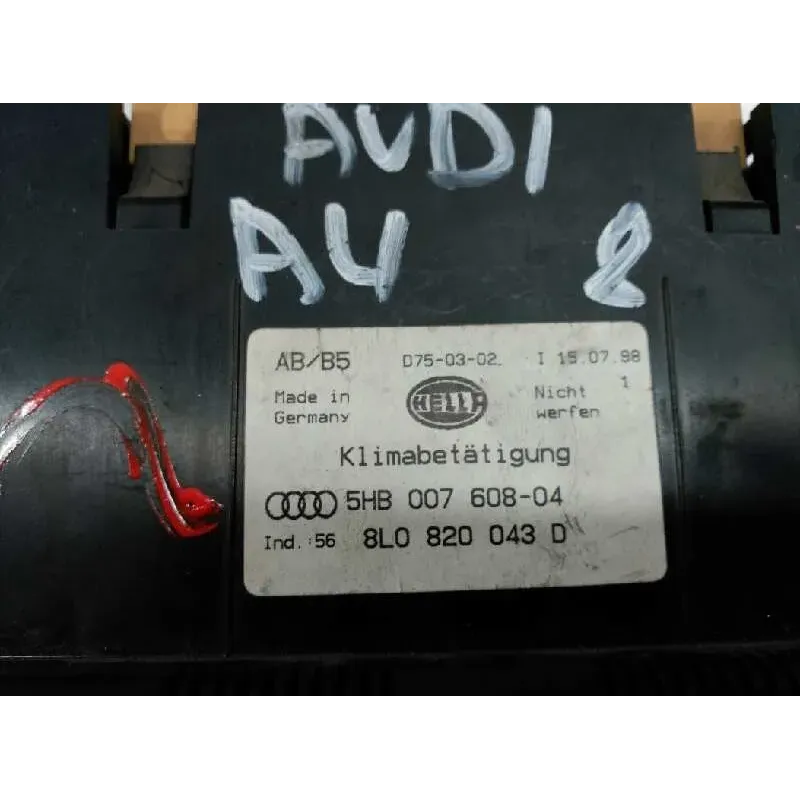 AUDI
A4 8
AB/B5 D75-03-02 I 15.07.98
Made in Germany HELLA Nicht werfen 1
Klimabetätigung
5HB 007 608-04
Ind.:56 8L0 820 043 D